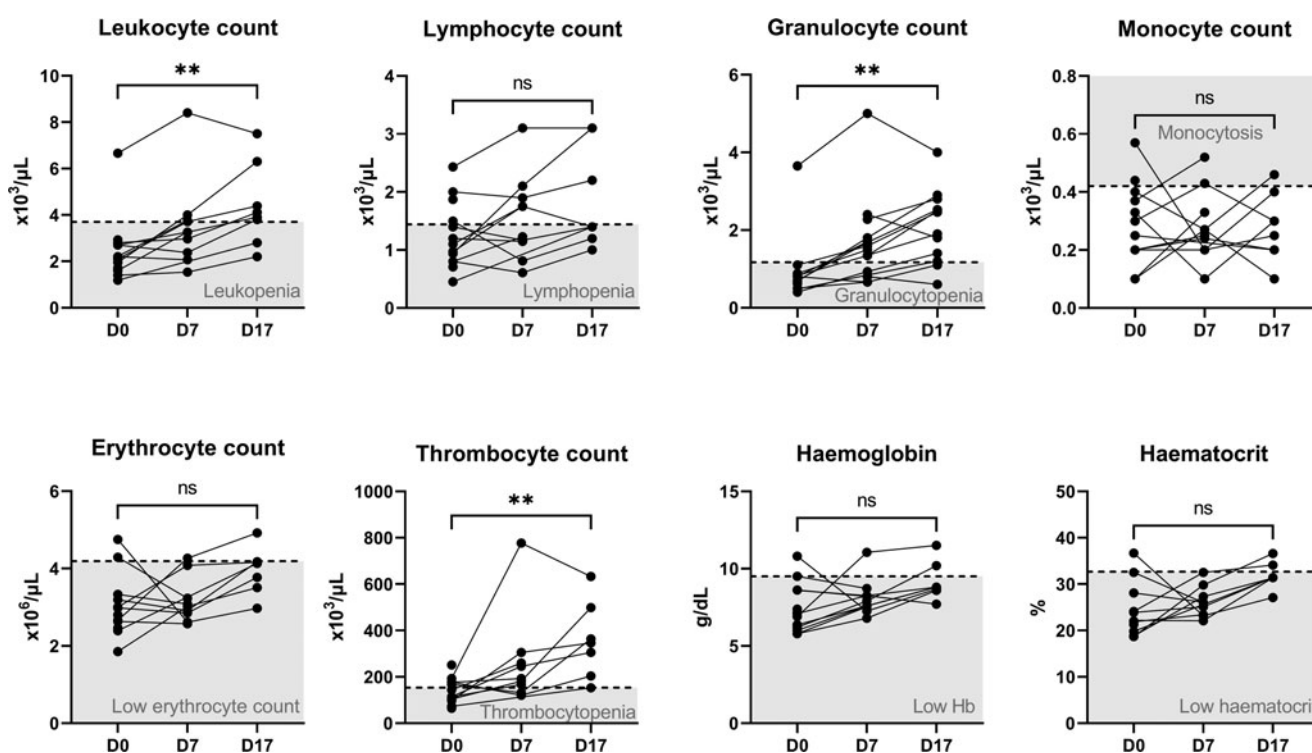 Leukocyte count
**
10
8
6
4
2
0
x10³/µL
Leukopenia
D0 D7 D17
Lymphocyte count
ns
4
3
2
1
0
x10³/µL
Lymphopenia
D0 D7 D17
Granulocyte count
**
6
4
2
0
x10³/µL
Granulocytopenia
D0 D7 D17
Monocyte count
ns
Monocytosis
0.8
0.6
0.4
0.2
0.0
x10³/µL
D0 D7 D17
Erythrocyte count
ns
6
4
2
0
x10⁶/µL
Low erythrocyte count
D0 D7 D17
Thrombocyte count
**
1000
800
600
400
200
0
x10³/µL
Thrombocytopenia
D0 D7 D17
Haemoglobin
ns
15
10
5
0
g/dL
Low Hb
D0 D7 D17
Haematocrit
ns
50
40
30
20
10
0
%
Low haematocrit
D0 D7 D17